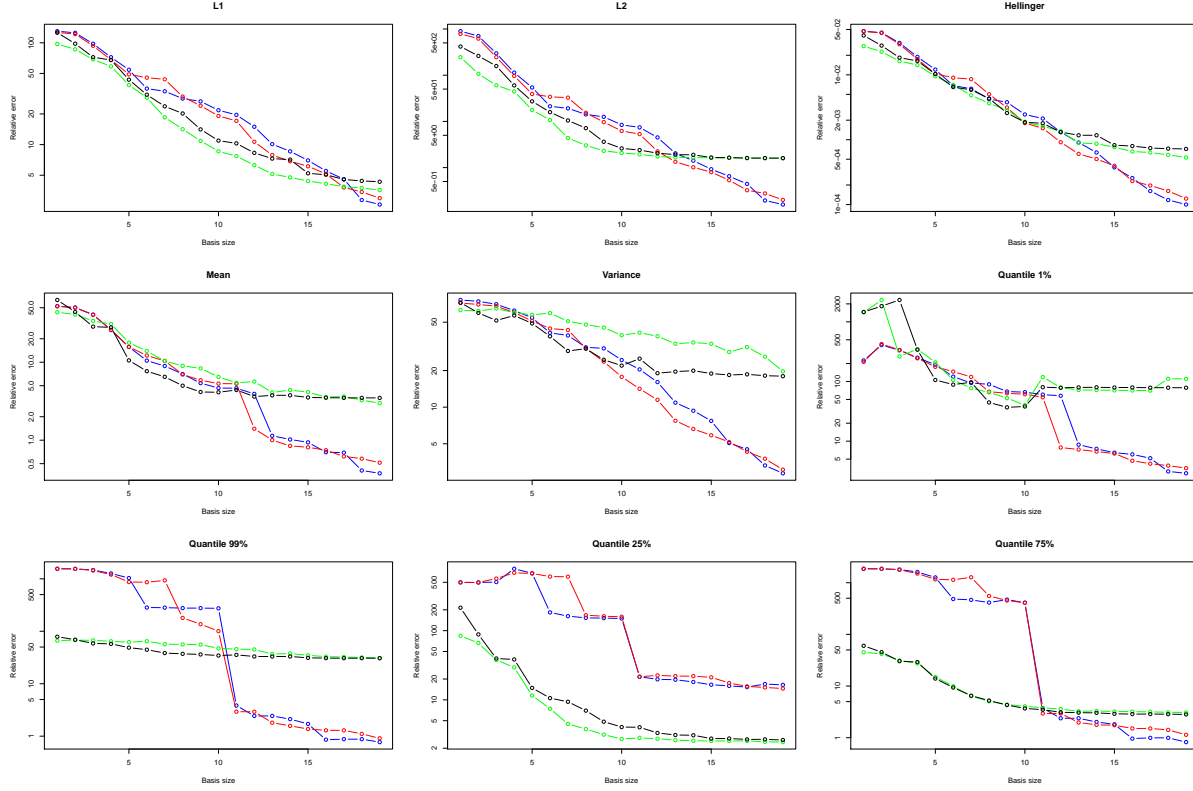 L1
Relative error
100
50
20
10
5
5
10
15
Basis size
L2
Relative error
5e+02
5e+01
5e+00
5e-01
5
10
15
Basis size
Hellinger
Relative error
5e-02
1e-02
2e-03
5e-04
1e-04
5
10
15
Basis size
Mean
Relative error
50.0
20.0
10.0
5.0
2.0
1.0
0.5
5
10
15
Basis size
Variance
Relative error
50
20
10
5
5
10
15
Basis size
Quantile 1%
Relative error
2000
500
100
50
20
10
5
5
10
15
Basis size
Quantile 99%
Relative error
500
50
10
5
1
5
10
15
Basis size
Quantile 25%
Relative error
500
200
100
50
20
10
5
2
5
10
15
Basis size
Quantile 75%
Relative error
500
50
10
5
1
5
10
15
Basis size